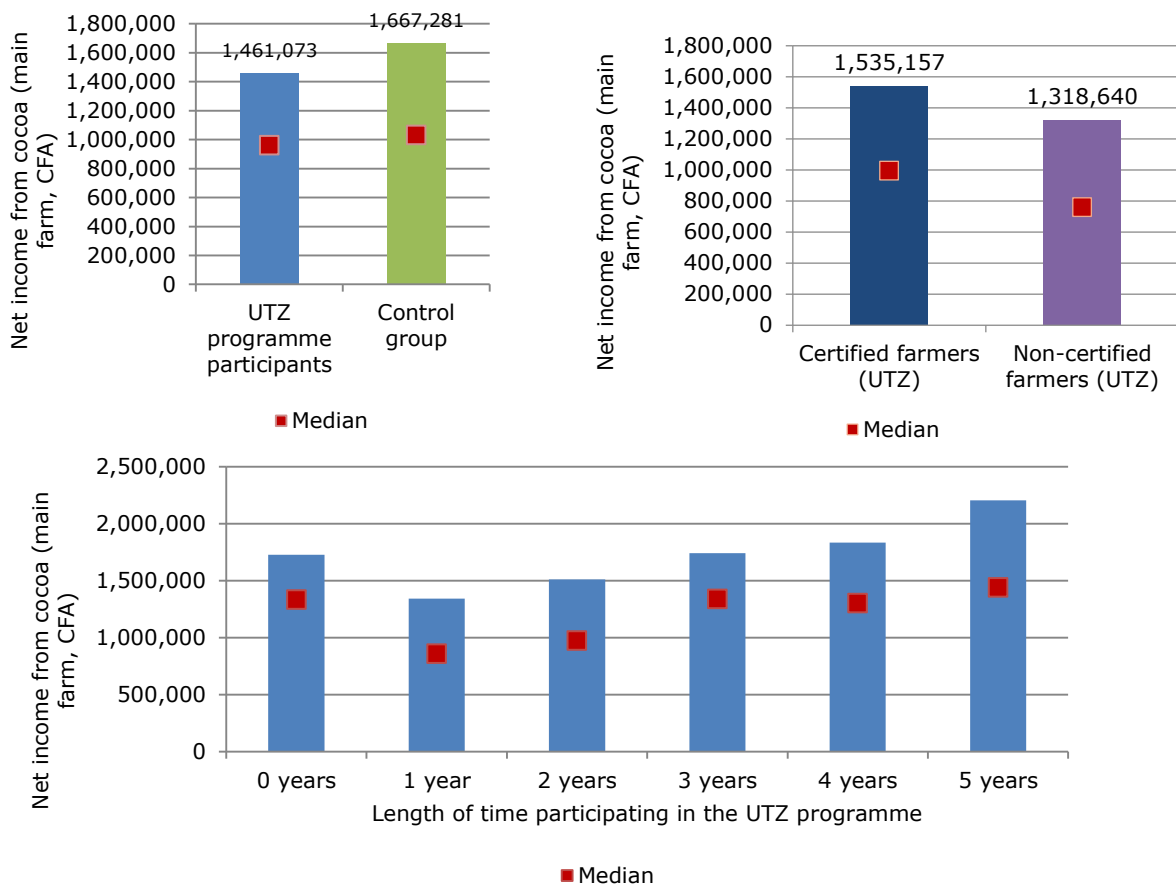 Net income from cocoa (main
farm, CFA)
1,800,000
1,600,000
1,400,000
1,200,000
1,000,000
800,000
600,000
400,000
200,000
0
1,461,073
1,667,281
UTZ
programme
participants
Control
group
Median
Net income from cocoa (main
farm, CFA)
1,800,000
1,600,000
1,400,000
1,200,000
1,000,000
800,000
600,000
400,000
200,000
0
1,535,157
1,318,640
Certified farmers
(UTZ)
Non-certified
farmers (UTZ)
Median
Net income from cocoa (main
farm, CFA)
2,500,000
2,000,000
1,500,000
1,000,000
500,000
0
0 years
1 year
2 years
3 years
4 years
5 years
Length of time participating in the UTZ programme
Median